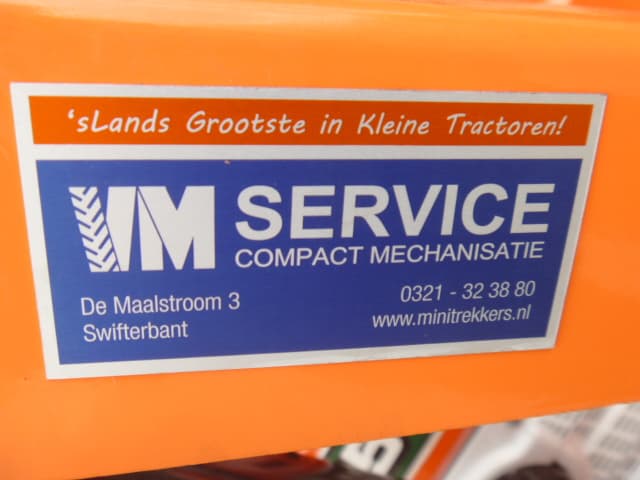 'sLands Grootste in Kleine Tractoren!
VM SERVICE
COMPACT MECHANISATIE
De Maalstroom 3
Swifterbant
0321 - 32 38 80
www.minitrekkers.nl